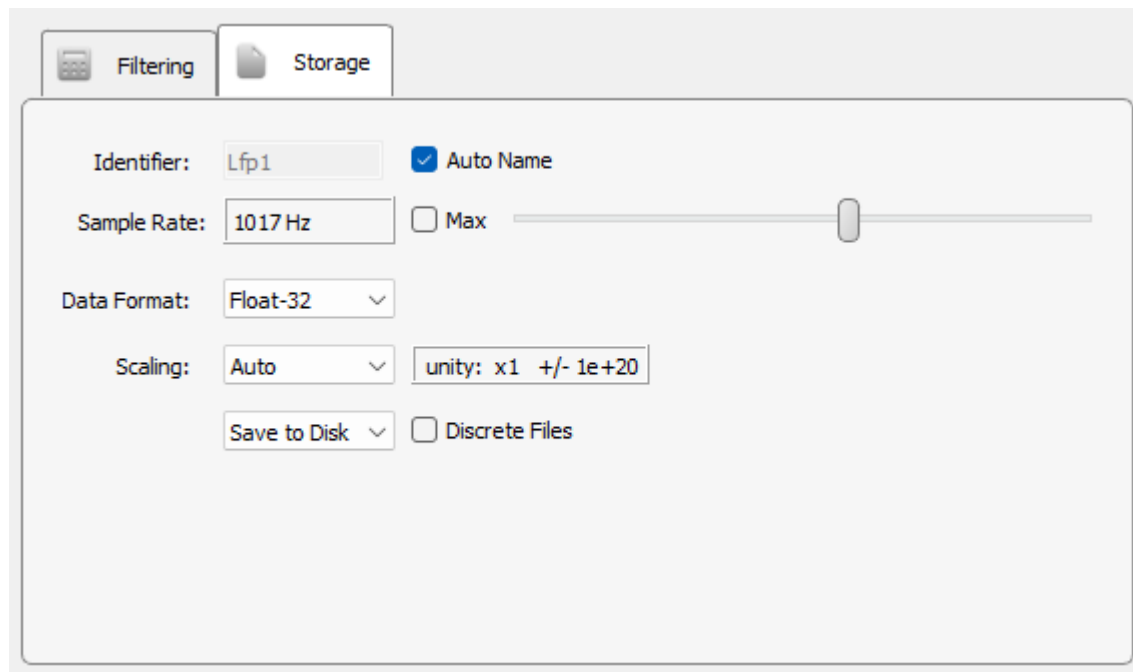 Filtering Storage
Identifier: Lfp1 Auto Name
Sample Rate: 1017 Hz Max
Data Format: Float-32
Scaling: Auto unity: x1 +/- 1e+20
Save to Disk Discrete Files